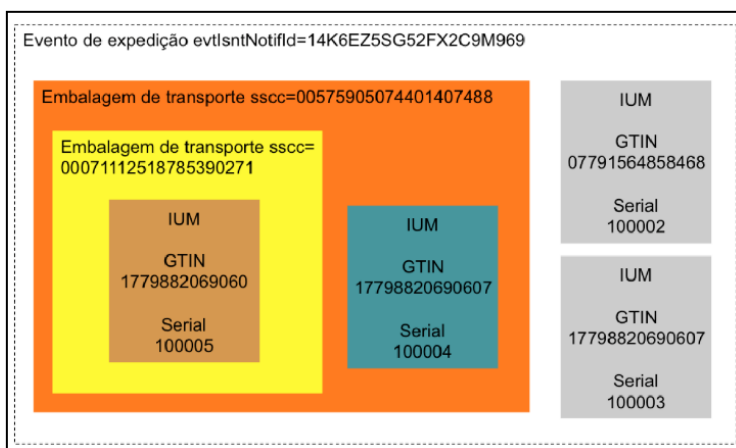 Evento de expedição evtIsntNotifId=14K6EZ5SG52FX2C9M969
Embalagem de transporte sscc=00575905074401407488
Embalagem de transporte sscc=
00071112518785390271
IUM
GTIN
1779882069060
Serial
100005
IUM
GTIN
17798820690607
Serial
100004
IUM
GTIN
07791564858468
Serial
100002
IUM
GTIN
17798820690607
Serial
100003